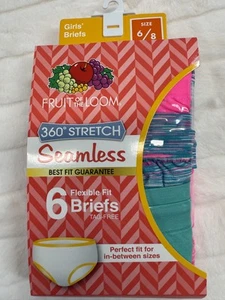 Girls'
Briefs
SIZE
6/8
FRUIT OF THE LOOM
360° STRETCH
Seamless
BEST FIT GUARANTEE
6 Flexible Fit
Briefs
TAG-FREE
Perfect fit for
in-between sizes